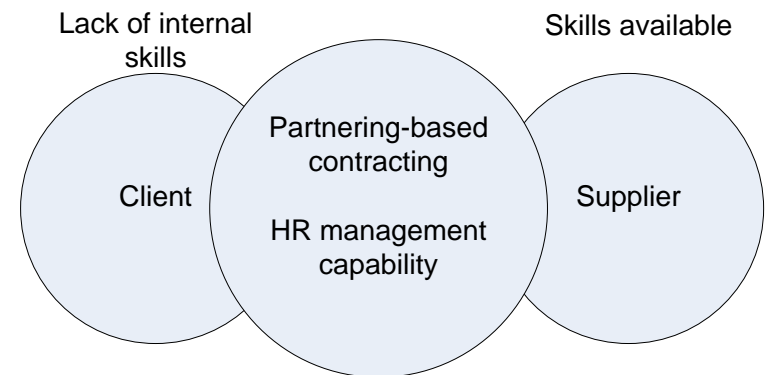 Lack of internal
skills
Skills available
Partnering-based
contracting
Client
Supplier
HR management
capability